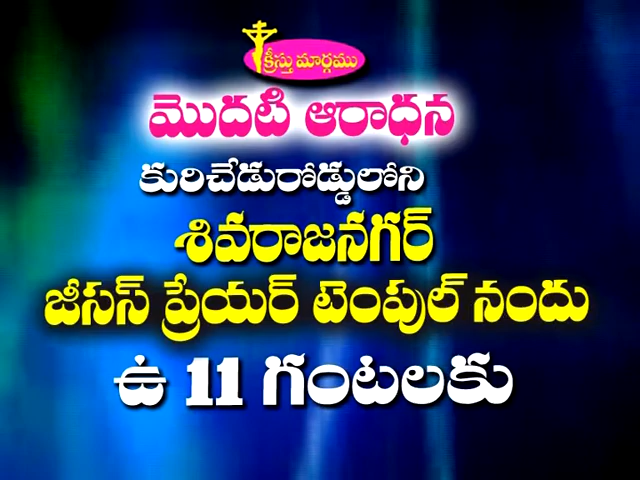 క్రీస్తు మార్గము
మొదటి ఆరాధన
కురిచేడురోడ్డులోని
శివరాజనగర్
జీసస్ ప్రేయర్ టెంపుల్ నందు
ఉ 11 గంటలకు